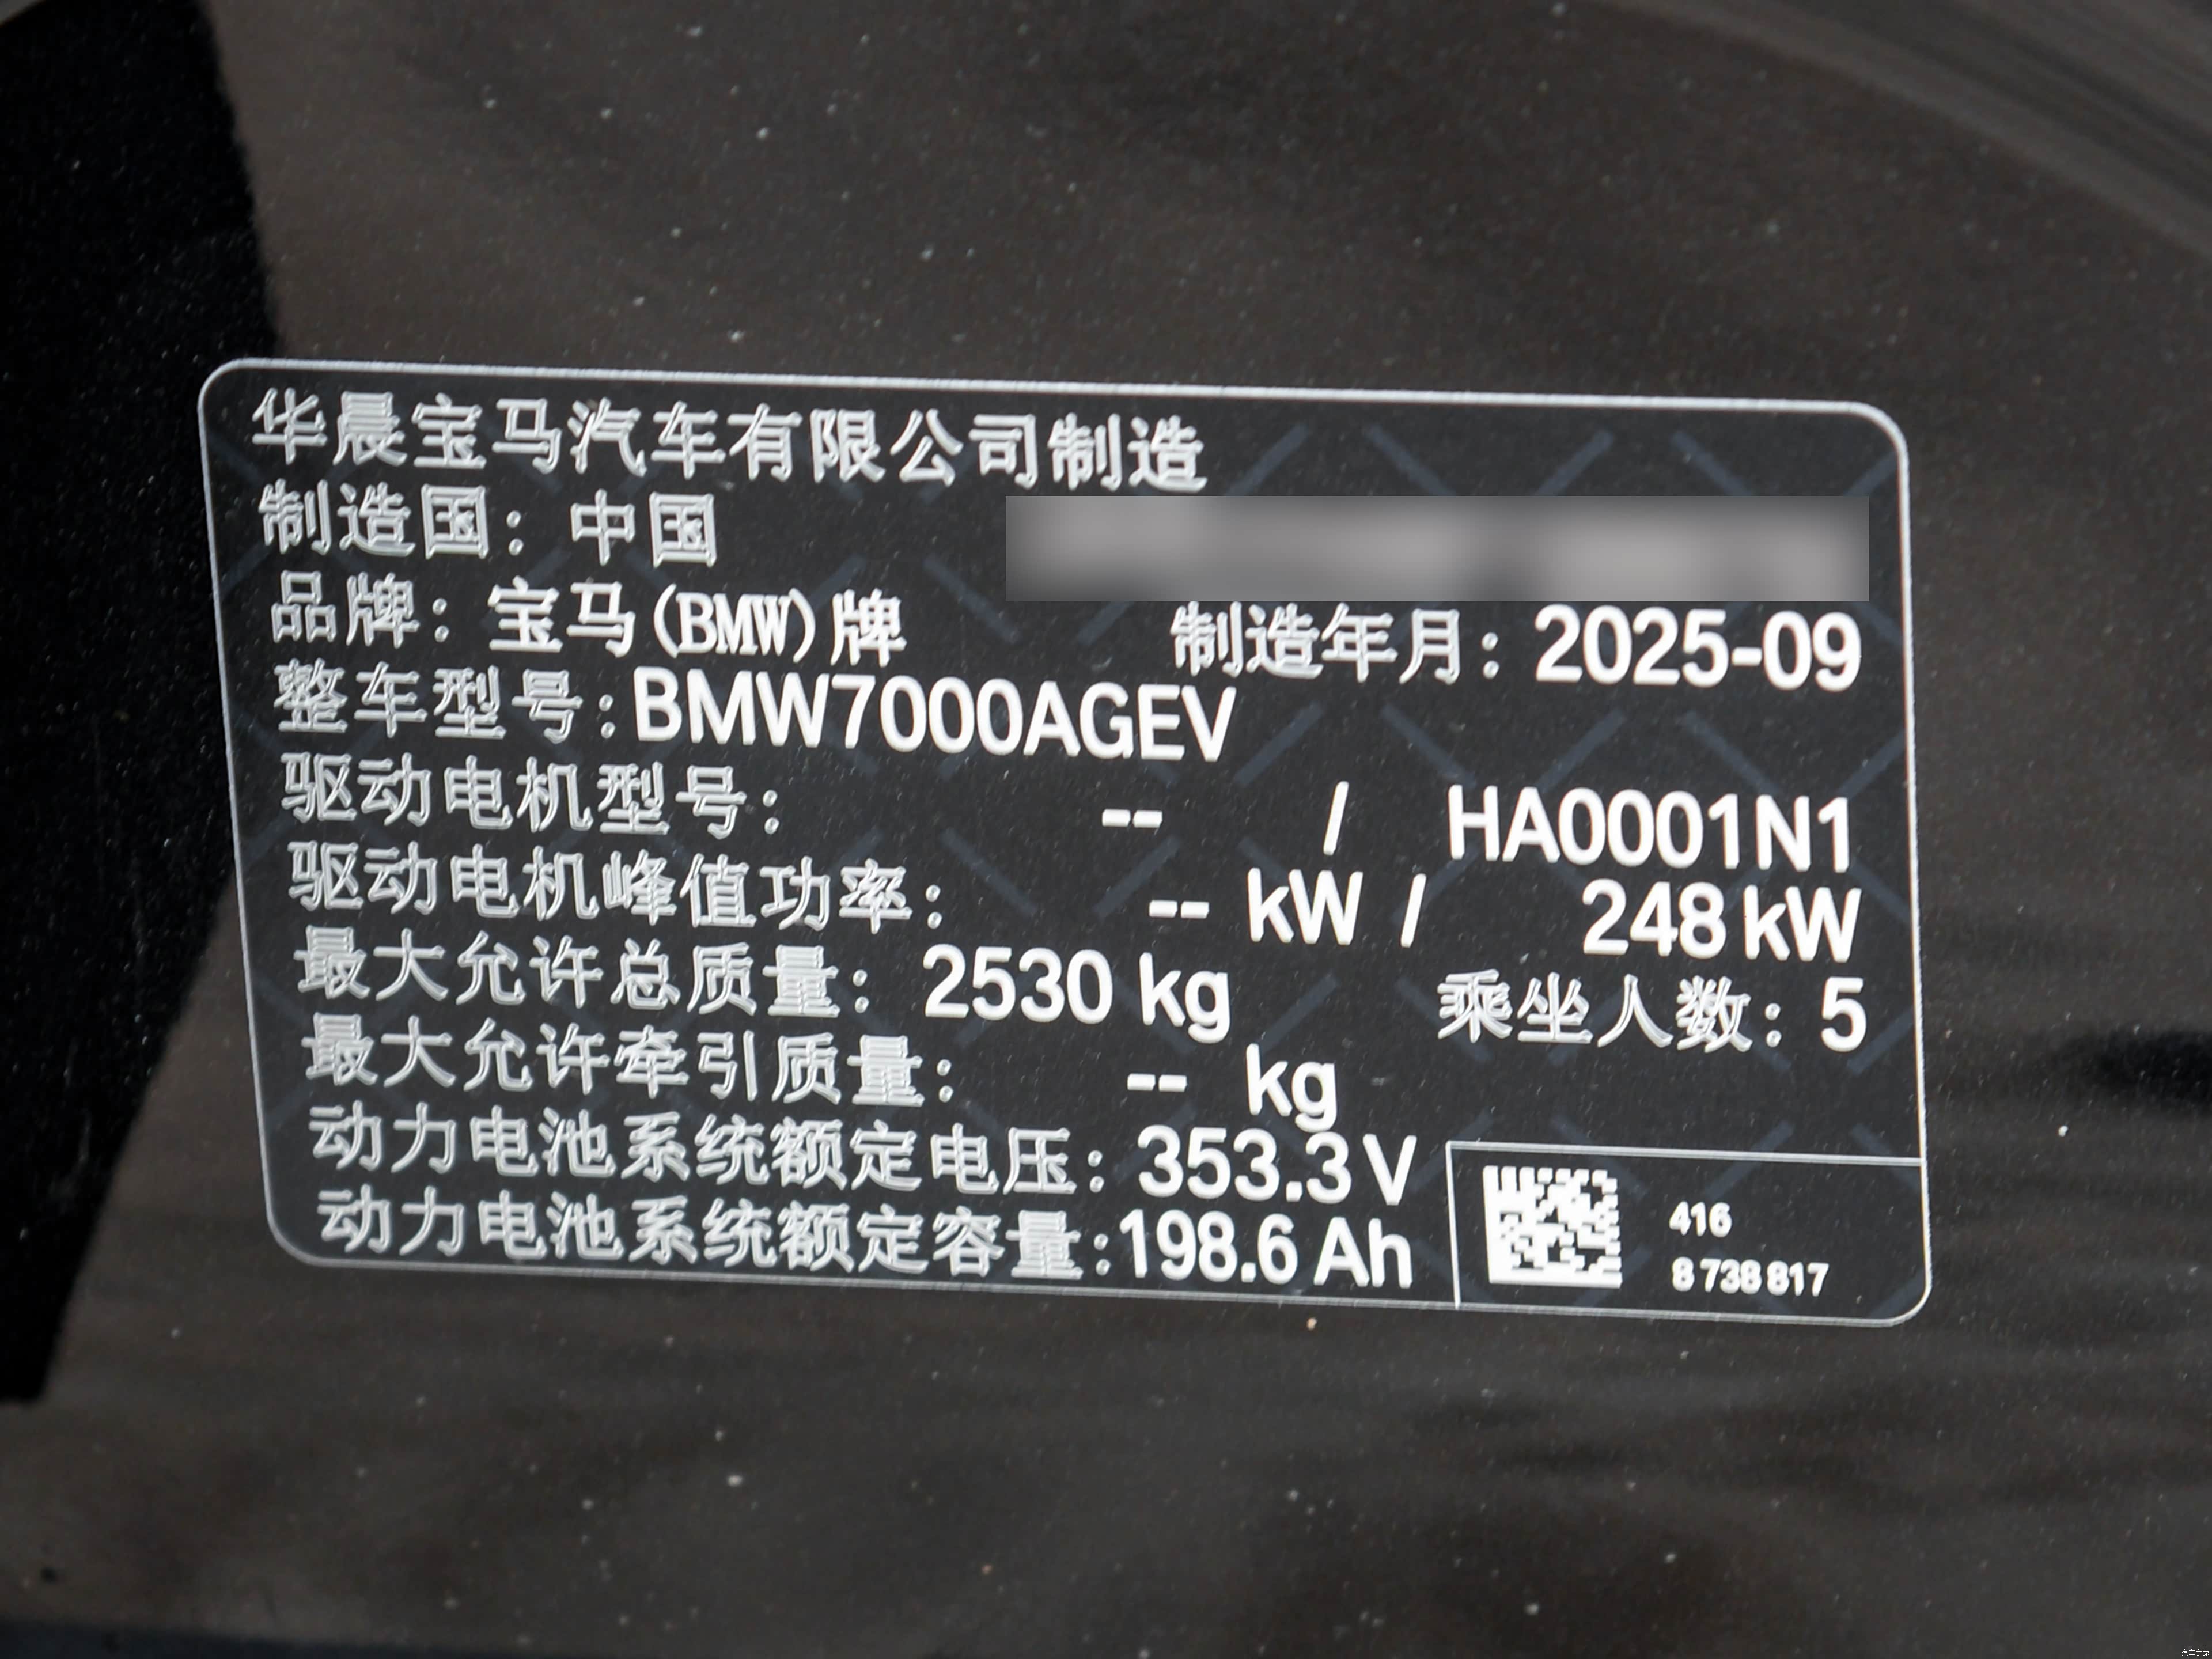 华晨宝马汽车有限公司制造
制造国：中国
品牌：宝马(BMW)牌 制造年月：2025-09
整车型号：BMW7000AGEV
驱动电机型号： -- / HA0001N1
驱动电机峰值功率： -- kW / 248 kW
最大允许总质量：2530 kg 乘坐人数：5
最大允许牵引质量： -- kg
动力电池系统额定电压：353.3 V
动力电池系统额定容量：198.6 Ah
416
8 738 817
汽车之家